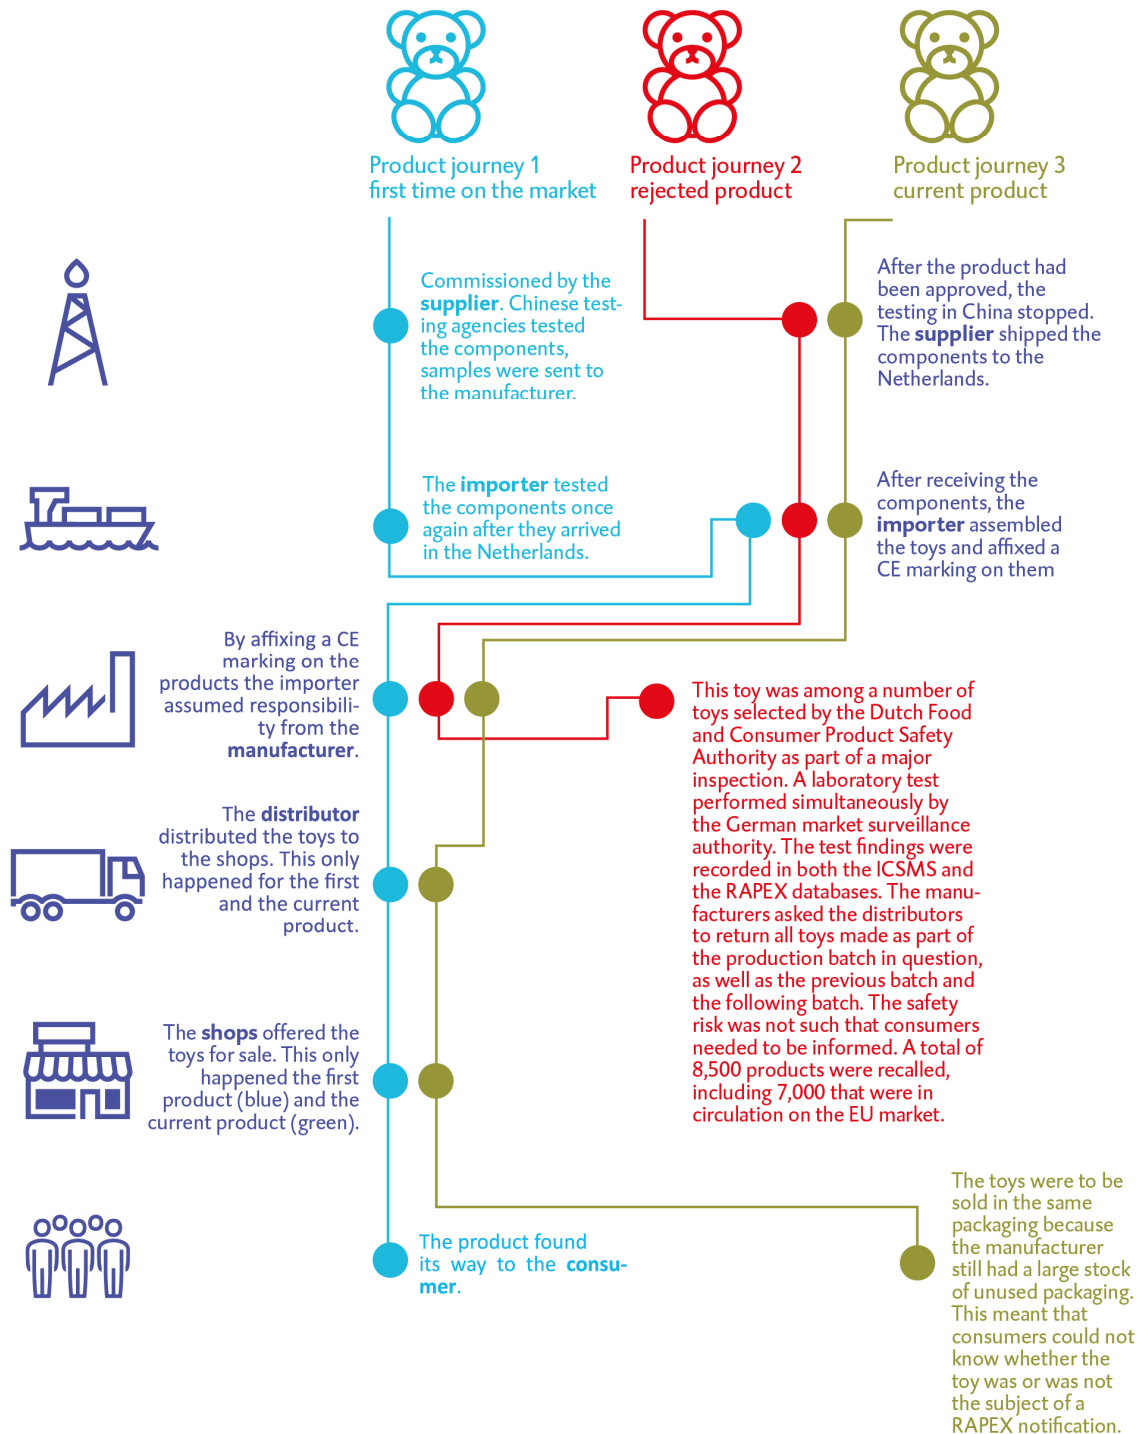 Product journey 1
first time on the market
Product journey 2
rejected product
Product journey 3
current product
Commissioned by the
supplier. Chinese test-
ing agencies tested
the components,
samples were sent to
the manufacturer.
After the product had
been approved, the
testing in China stopped.
The supplier shipped the
components to the
Netherlands.
The importer tested
the components once
again after they arrived
in the Netherlands.
After receiving the
components, the
importer assembled
the toys and affixed a
CE marking on them
By affixing a CE
marking on the
products the importer
assumed responsibili-
ty from the
manufacturer.
This toy was among a number of
toys selected by the Dutch Food
and Consumer Product Safety
Authority as part of a major
inspection. A laboratory test
performed simultaneously by
the German market surveillance
authority. The test findings were
recorded in both the ICSMS and
the RAPEX databases. The manu-
facturers asked the distributors
to return all toys made as part of
the production batch in question,
as well as the previous batch and
the following batch. The safety
risk was not such that consumers
needed to be informed. A total of
8,500 products were recalled,
including 7,000 that were in
circulation on the EU market.
The distributor
distributed the toys to
the shops. This only
happened for the first
and the current
product.
The shops offered the
toys for sale. This only
happened the first
product (blue) and the
current product (green).
The product found
its way to the consu-
mer.
The toys were to be
sold in the same
packaging because
the manufacturer
still had a large stock
of unused packaging.
This meant that
consumers could not
know whether the
toy was or was not
the subject of a
RAPEX notification.